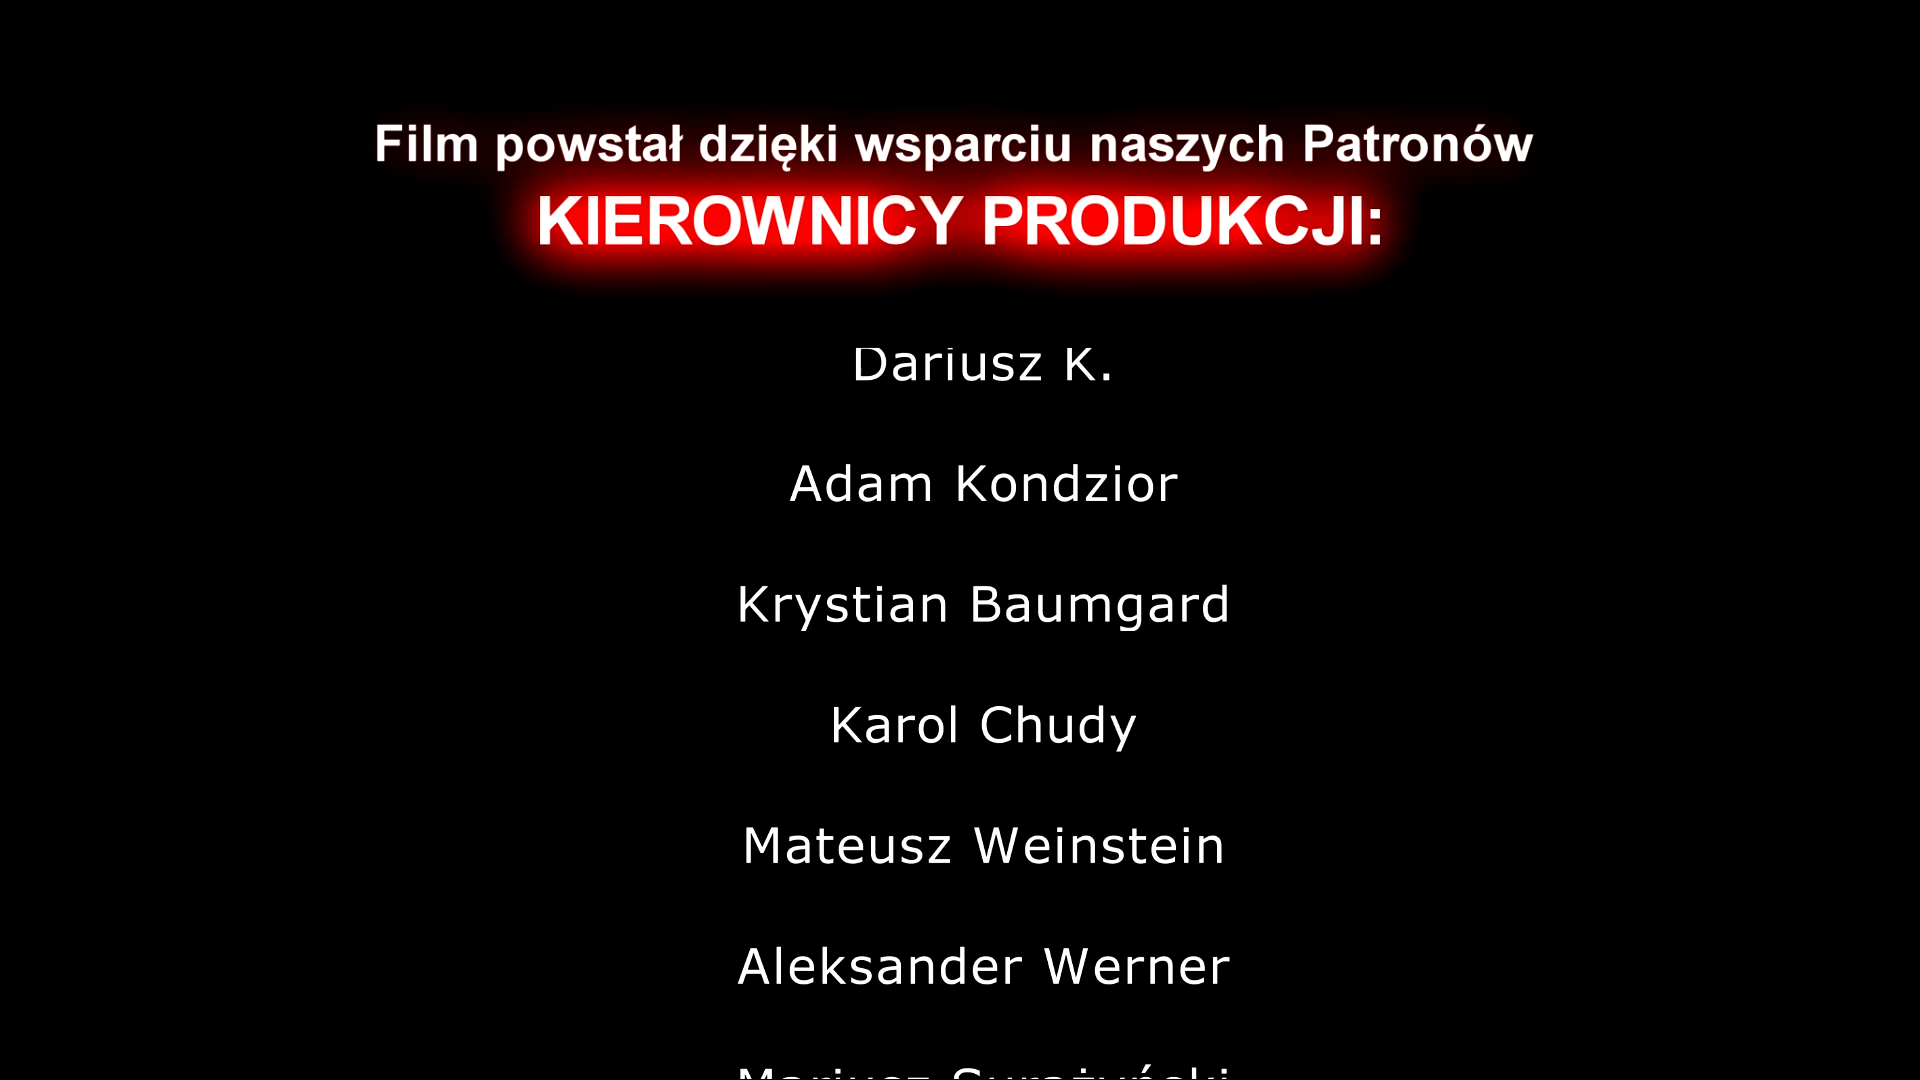 Film powstał dzięki wsparciu naszych Patronów
KIEROWNICY PRODUKCJI:
Dariusz K.
Adam Kondzior
Krystian Baumgard
Karol Chudy
Mateusz Weinstein
Aleksander Werner
Mariusz